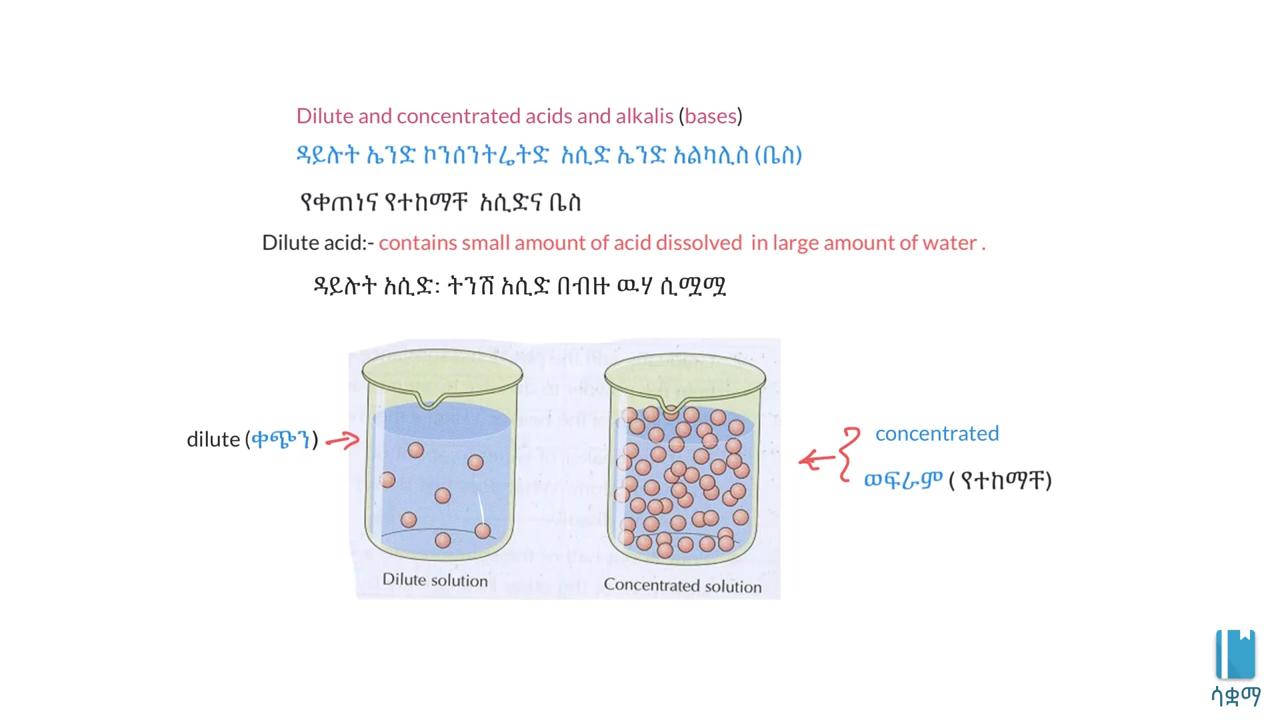 Dilute and concentrated acids and alkalis (bases)
ዳይሉት ኤንድ ኮንሰንትሬትድ አሲድ ኤንድ አልካሊስ (ቤስ)
የቀጠነና የተከማቸ አሲድና ቤስ
Dilute acid:- contains small amount of acid dissolved in large amount of water .
ዳይሉት አሲድ: ትንሽ አሲድ በብዙ ዉሃ ሲሟሟ
dilute (ቀጭን)
concentrated
ወፍራም ( የተከማቸ)
Dilute solution
Concentrated solution
ሳቋማ